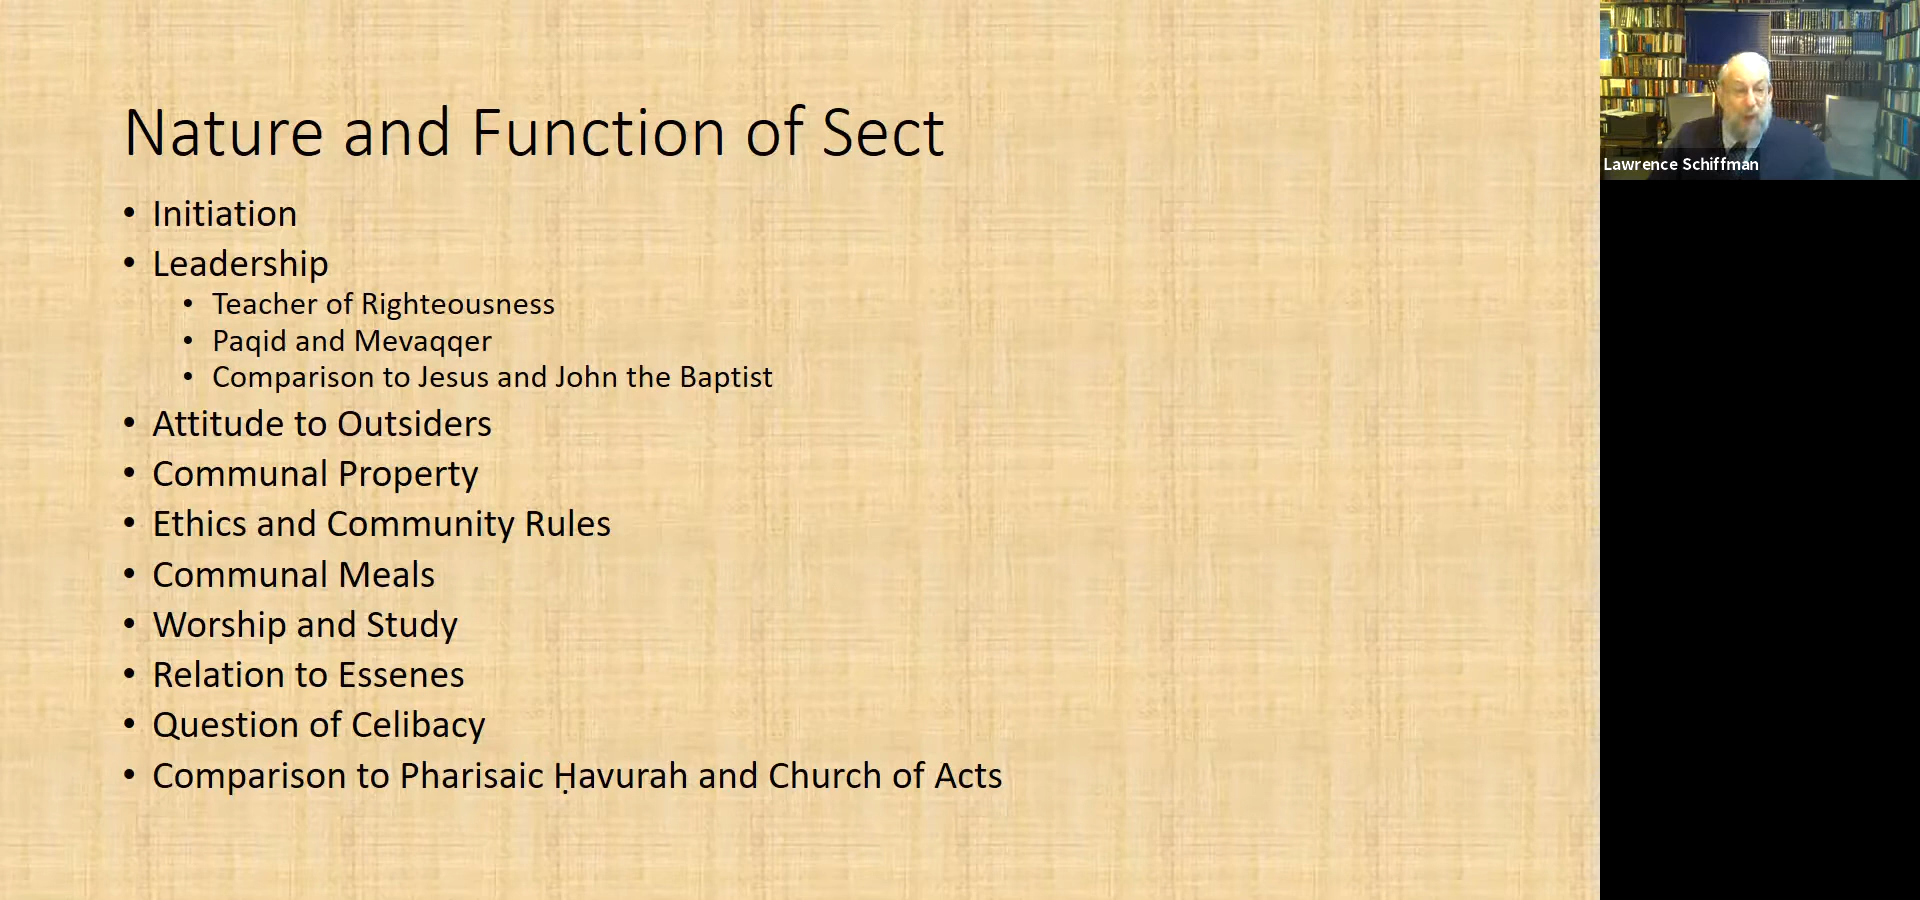 Nature and Function of Sect
• Initiation
• Leadership
• Teacher of Righteousness
• Paqid and Mevaqqer
• Comparison to Jesus and John the Baptist
• Attitude to Outsiders
• Communal Property
• Ethics and Community Rules
• Communal Meals
• Worship and Study
• Relation to Essenes
• Question of Celibacy
• Comparison to Pharisaic Ḥavurah and Church of Acts
Lawrence Schiffman